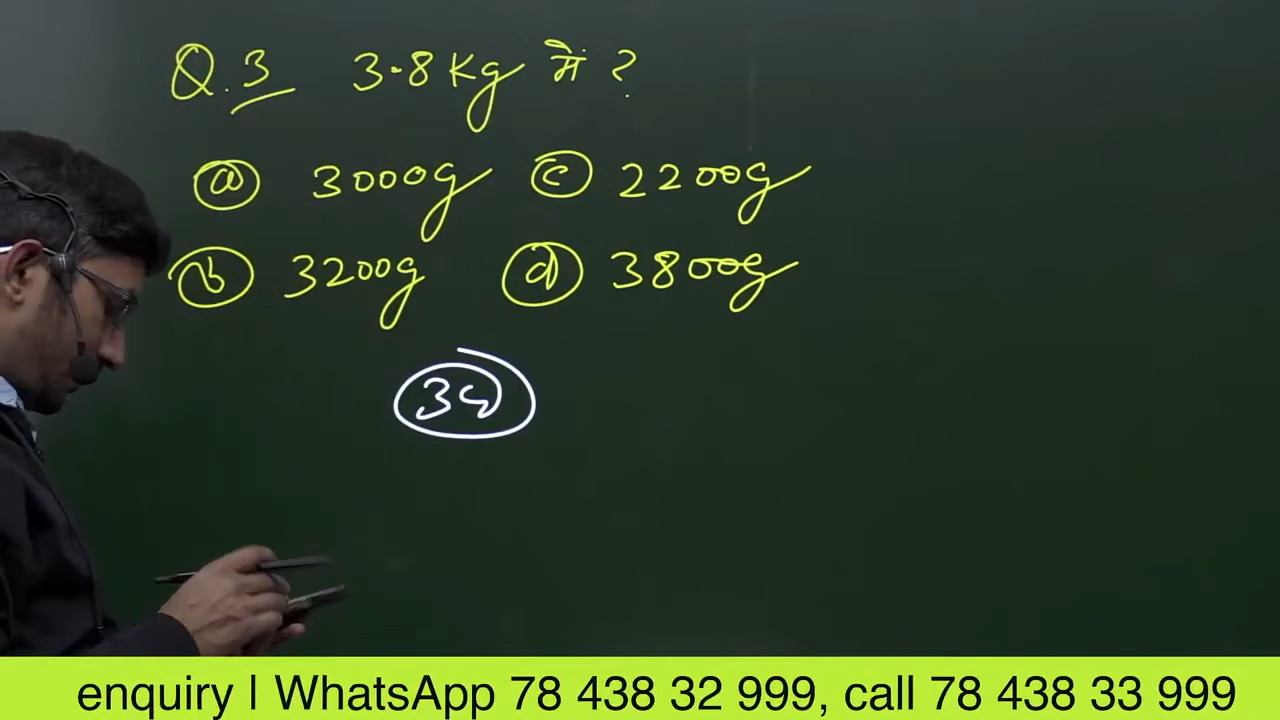 Q.3 3.8 Kg में ?
a 3000g c 2200g
b 3200g d 3800g
enquiry | WhatsApp 78 438 32 999, call 78 438 33 999